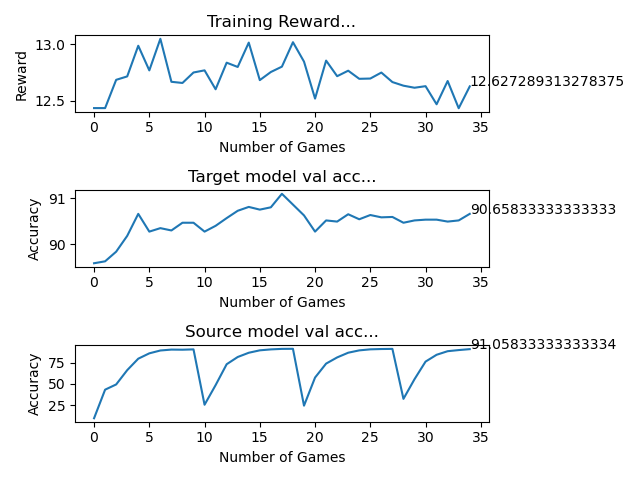 Training Reward...
Reward
13.0
12.5
12.627289313278375
0 5 10 15 20 25 30 35
Number of Games
Target model val acc...
Accuracy
91
90
90.65833333333333
0 5 10 15 20 25 30 35
Number of Games
Source model val acc...
Accuracy
75
50
25
91.05833333333334
0 5 10 15 20 25 30 35
Number of Games